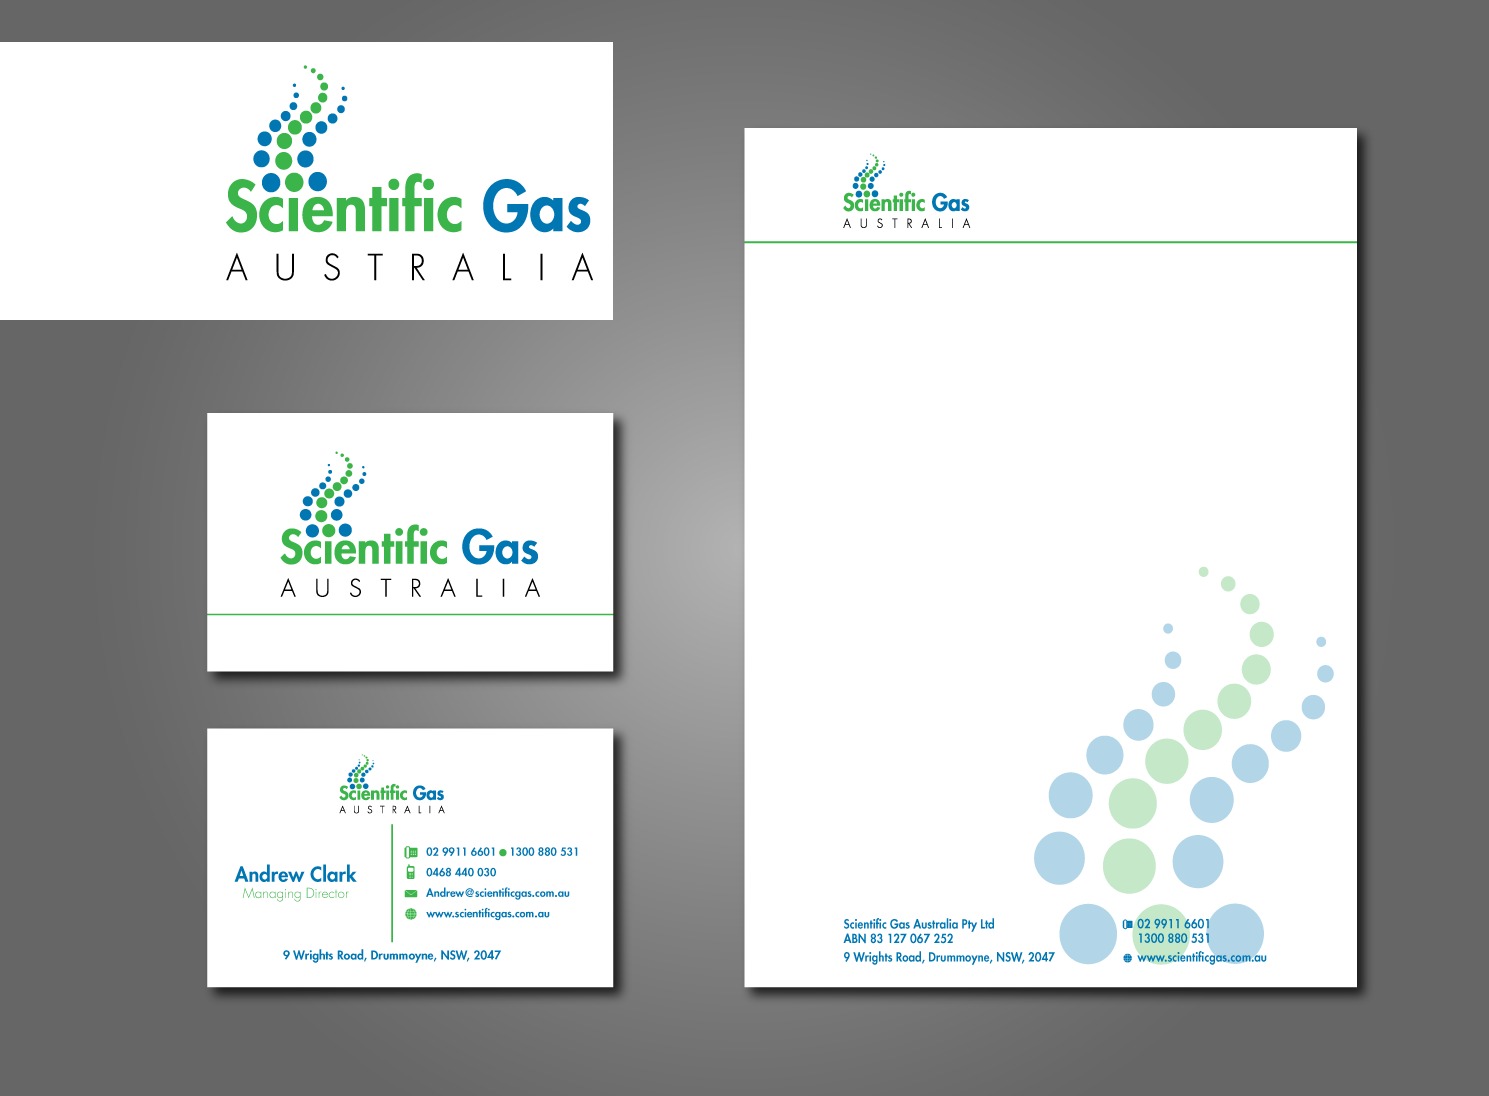 Scientific Gas
AUSTRALIA
Scientific Gas
AUSTRALIA
Scientific Gas
AUSTRALIA
Andrew Clark
Managing Director
02 9911 6601 ● 1300 880 531
0468 440 030
Andrew@scientificgas.com.au
www.scientificgas.com.au
9 Wrights Road, Drummoyne, NSW, 2047
Scientific Gas
AUSTRALIA
Scientific Gas Australia Pty Ltd
ABN 83 127 067 252
9 Wrights Road, Drummoyne, NSW, 2047
02 9911 6601
1300 880 531
www.scientificgas.com.au